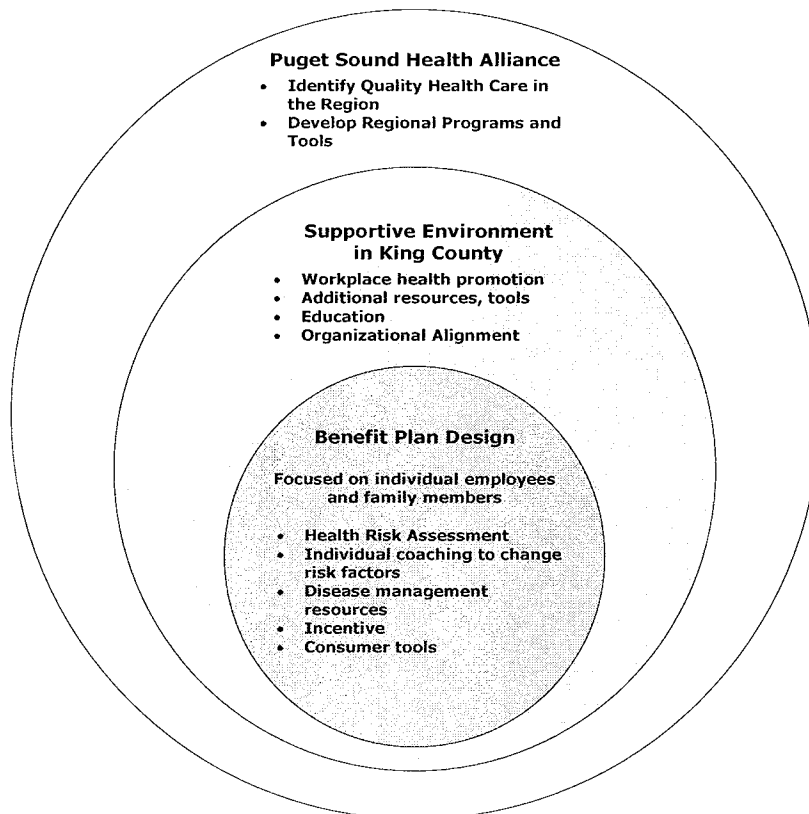 Puget Sound Health Alliance
• Identify Quality Health Care in
the Region
• Develop Regional Programs and
Tools
Supportive Environment
in King County
• Workplace health promotion
• Additional resources, tools
• Education
• Organizational Alignment
Benefit Plan Design
Focused on individual employees
and family members
• Health Risk Assessment
• Individual coaching to change
risk factors
• Disease management
resources
• Incentive
• Consumer tools